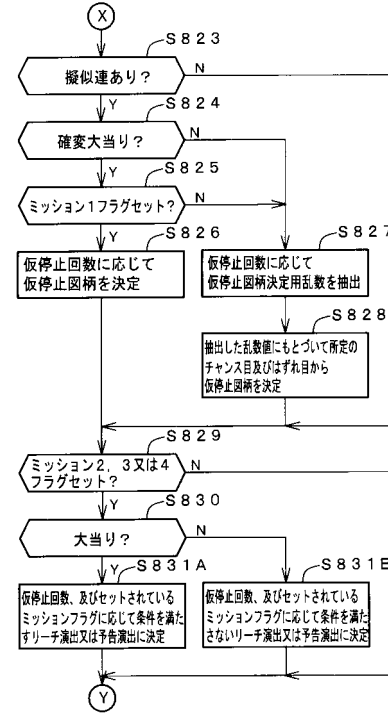 X
S823
擬似連あり？
N
Y
S824
確変大当り？
N
Y
S825
ミッション1フラグセット？
N
Y
S826
仮停止回数に応じて
仮停止図柄を決定
S827
仮停止回数に応じて
仮停止図柄決定用乱数を抽出
S828
抽出した乱数値にもとづいて所定の
チャンス目及びはずれ目から
仮停止図柄を決定
S829
ミッション2，3又は4
フラグセット？
N
Y
S830
大当り？
N
Y
S831A
仮停止回数、及びセットされている
ミッションフラグに応じて条件を満た
すリーチ演出又は予告演出に決定
S831B
仮停止回数、及びセットされている
ミッションフラグに応じて条件を満た
さないリーチ演出又は予告演出に決定
Y